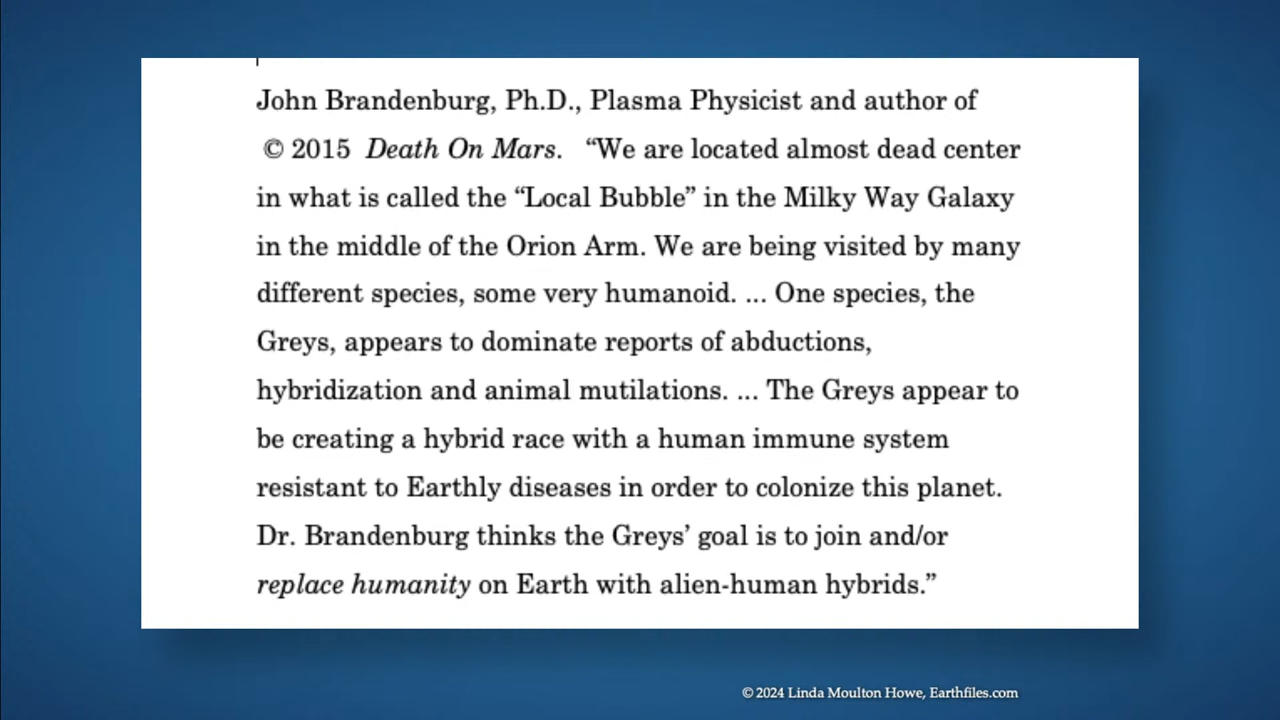 John Brandenburg, Ph.D., Plasma Physicist and author of
© 2015 Death On Mars. “We are located almost dead center
in what is called the “Local Bubble” in the Milky Way Galaxy
in the middle of the Orion Arm. We are being visited by many
different species, some very humanoid. ... One species, the
Greys, appears to dominate reports of abductions,
hybridization and animal mutilations. ... The Greys appear to
be creating a hybrid race with a human immune system
resistant to Earthly diseases in order to colonize this planet.
Dr. Brandenburg thinks the Greys’ goal is to join and/or
replace humanity on Earth with alien-human hybrids.”
© 2024 Linda Moulton Howe, Earthfiles.com